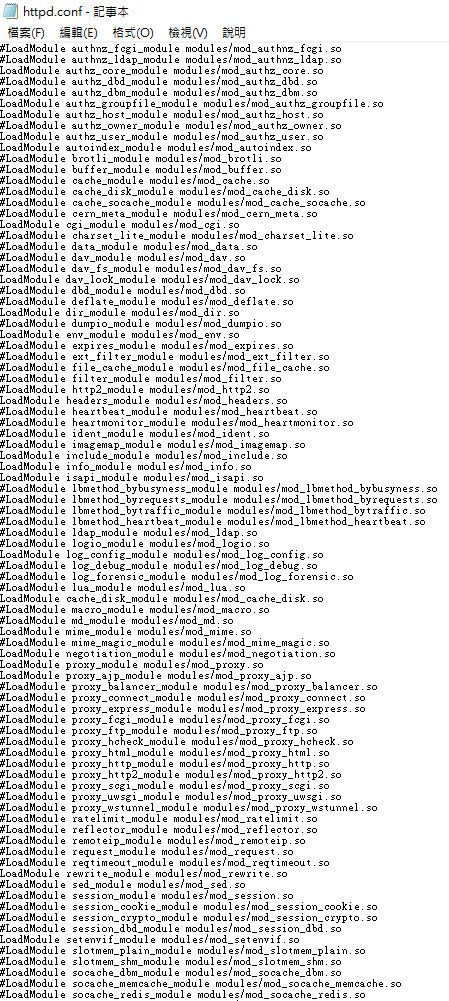 httpd.conf - 記事本
檔案(F) 編輯(E) 格式(O) 檢視(V) 說明
#LoadModule authnz_fcgi_module modules/mod_authnz_fcgi.so
#LoadModule authnz_ldap_module modules/mod_authnz_ldap.so
LoadModule authz_core_module modules/mod_authz_core.so
#LoadModule authz_dbd_module modules/mod_authz_dbd.so
#LoadModule authz_dbm_module modules/mod_authz_dbm.so
LoadModule authz_groupfile_module modules/mod_authz_groupfile.so
LoadModule authz_host_module modules/mod_authz_host.so
#LoadModule authz_owner_module modules/mod_authz_owner.so
LoadModule authz_user_module modules/mod_authz_user.so
LoadModule autoindex_module modules/mod_autoindex.so
#LoadModule brotli_module modules/mod_brotli.so
#LoadModule buffer_module modules/mod_buffer.so
#LoadModule cache_module modules/mod_cache.so
#LoadModule cache_disk_module modules/mod_cache_disk.so
#LoadModule cache_socache_module modules/mod_cache_socache.so
#LoadModule cern_meta_module modules/mod_cern_meta.so
LoadModule cgi_module modules/mod_cgi.so
#LoadModule charset_lite_module modules/mod_charset_lite.so
#LoadModule data_module modules/mod_data.so
#LoadModule dav_module modules/mod_dav.so
#LoadModule dav_fs_module modules/mod_dav_fs.so
LoadModule dav_lock_module modules/mod_dav_lock.so
#LoadModule dbd_module modules/mod_dbd.so
#LoadModule deflate_module modules/mod_deflate.so
LoadModule dir_module modules/mod_dir.so
#LoadModule dumpio_module modules/mod_dumpio.so
LoadModule env_module modules/mod_env.so
#LoadModule expires_module modules/mod_expires.so
#LoadModule ext_filter_module modules/mod_ext_filter.so
#LoadModule file_cache_module modules/mod_file_cache.so
#LoadModule filter_module modules/mod_filter.so
#LoadModule http2_module modules/mod_http2.so
LoadModule headers_module modules/mod_headers.so
#LoadModule heartbeat_module modules/mod_heartbeat.so
#LoadModule heartmonitor_module modules/mod_heartmonitor.so
#LoadModule ident_module modules/mod_ident.so
#LoadModule imagemap_module modules/mod_imagemap.so
LoadModule include_module modules/mod_include.so
LoadModule info_module modules/mod_info.so
LoadModule isapi_module modules/mod_isapi.so
#LoadModule lbmethod_bybusyness_module modules/mod_lbmethod_bybusyness.so
#LoadModule lbmethod_byrequests_module modules/mod_lbmethod_byrequests.so
#LoadModule lbmethod_bytraffic_module modules/mod_lbmethod_bytraffic.so
#LoadModule lbmethod_heartbeat_module modules/mod_lbmethod_heartbeat.so
#LoadModule ldap_module modules/mod_ldap.so
#LoadModule logio_module modules/mod_logio.so
LoadModule log_config_module modules/mod_log_config.so
#LoadModule log_debug_module modules/mod_log_debug.so
#LoadModule log_forensic_module modules/mod_log_forensic.so
#LoadModule lua_module modules/mod_lua.so
LoadModule cache_disk_module modules/mod_cache_disk.so
#LoadModule macro_module modules/mod_macro.so
#LoadModule md_module modules/mod_md.so
LoadModule mime_module modules/mod_mime.so
#LoadModule mime_magic_module modules/mod_mime_magic.so
LoadModule negotiation_module modules/mod_negotiation.so
LoadModule proxy_module modules/mod_proxy.so
LoadModule proxy_ajp_module modules/mod_proxy_ajp.so
#LoadModule proxy_balancer_module modules/mod_proxy_balancer.so
#LoadModule proxy_connect_module modules/mod_proxy_connect.so
#LoadModule proxy_express_module modules/mod_proxy_express.so
#LoadModule proxy_fcgi_module modules/mod_proxy_fcgi.so
#LoadModule proxy_ftp_module modules/mod_proxy_ftp.so
#LoadModule proxy_hcheck_module modules/mod_proxy_hcheck.so
#LoadModule proxy_html_module modules/mod_proxy_html.so
#LoadModule proxy_http_module modules/mod_proxy_http.so
#LoadModule proxy_http2_module modules/mod_proxy_http2.so
#LoadModule proxy_scgi_module modules/mod_proxy_scgi.so
#LoadModule proxy_uwsgi_module modules/mod_proxy_uwsgi.so
#LoadModule proxy_wstunnel_module modules/mod_proxy_wstunnel.so
#LoadModule ratelimit_module modules/mod_ratelimit.so
#LoadModule reflector_module modules/mod_reflector.so
#LoadModule remoteip_module modules/mod_remoteip.so
#LoadModule request_module modules/mod_request.so
#LoadModule reqtimeout_module modules/mod_reqtimeout.so
LoadModule rewrite_module modules/mod_rewrite.so
#LoadModule sed_module modules/mod_sed.so
#LoadModule session_module modules/mod_session.so
#LoadModule session_cookie_module modules/mod_session_cookie.so
#LoadModule session_crypto_module modules/mod_session_crypto.so
#LoadModule session_dbd_module modules/mod_session_dbd.so
LoadModule setenvif_module modules/mod_setenvif.so
#LoadModule slotmem_plain_module modules/mod_slotmem_plain.so
#LoadModule slotmem_shm_module modules/mod_slotmem_shm.so
#LoadModule socache_dbm_module modules/mod_socache_dbm.so
#LoadModule socache_memcache_module modules/mod_socache_memcache.so
#LoadModule socache_redis_module modules/mod_socache_redis.so